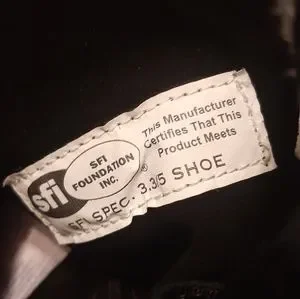 sfi
SFI
FOUNDATION
INC.
®
This Manufacturer
Certifies That This
Product Meets
SFI SPEC 3.3/5 SHOE